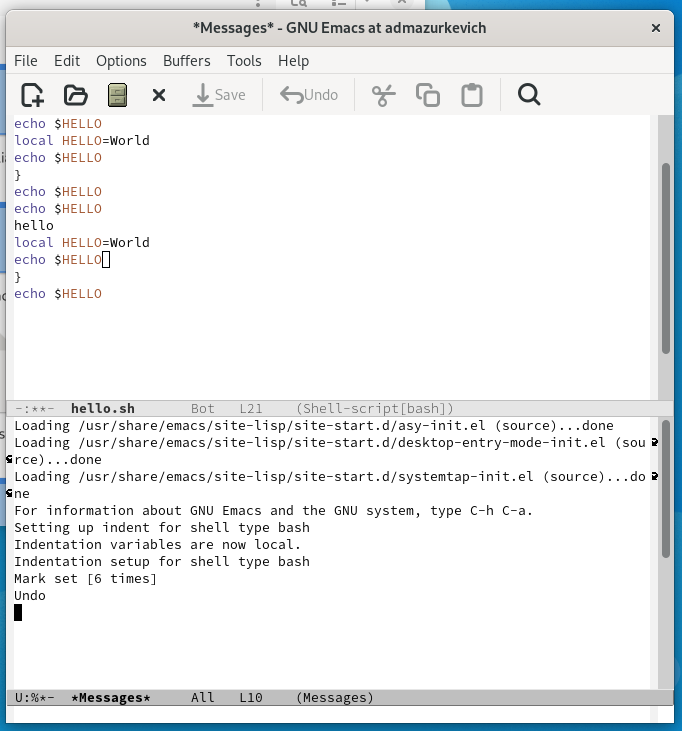 *Messages* - GNU Emacs at admazurkevich
File Edit Options Buffers Tools Help
Save Undo
echo $HELLO
local HELLO=World
echo $HELLO
}
echo $HELLO
echo $HELLO
hello
local HELLO=World
echo $HELLO
}
echo $HELLO
-:**- hello.sh Bot L21 (Shell-script[bash])
Loading /usr/share/emacs/site-lisp/site-start.d/asy-init.el (source)...done
Loading /usr/share/emacs/site-lisp/site-start.d/desktop-entry-mode-init.el (sou
rce)...done
Loading /usr/share/emacs/site-lisp/site-start.d/systemtap-init.el (source)...do
ne
For information about GNU Emacs and the GNU system, type C-h C-a.
Setting up indent for shell type bash
Indentation variables are now local.
Indentation setup for shell type bash
Mark set [6 times]
Undo
U:%*- *Messages* All L10 (Messages)